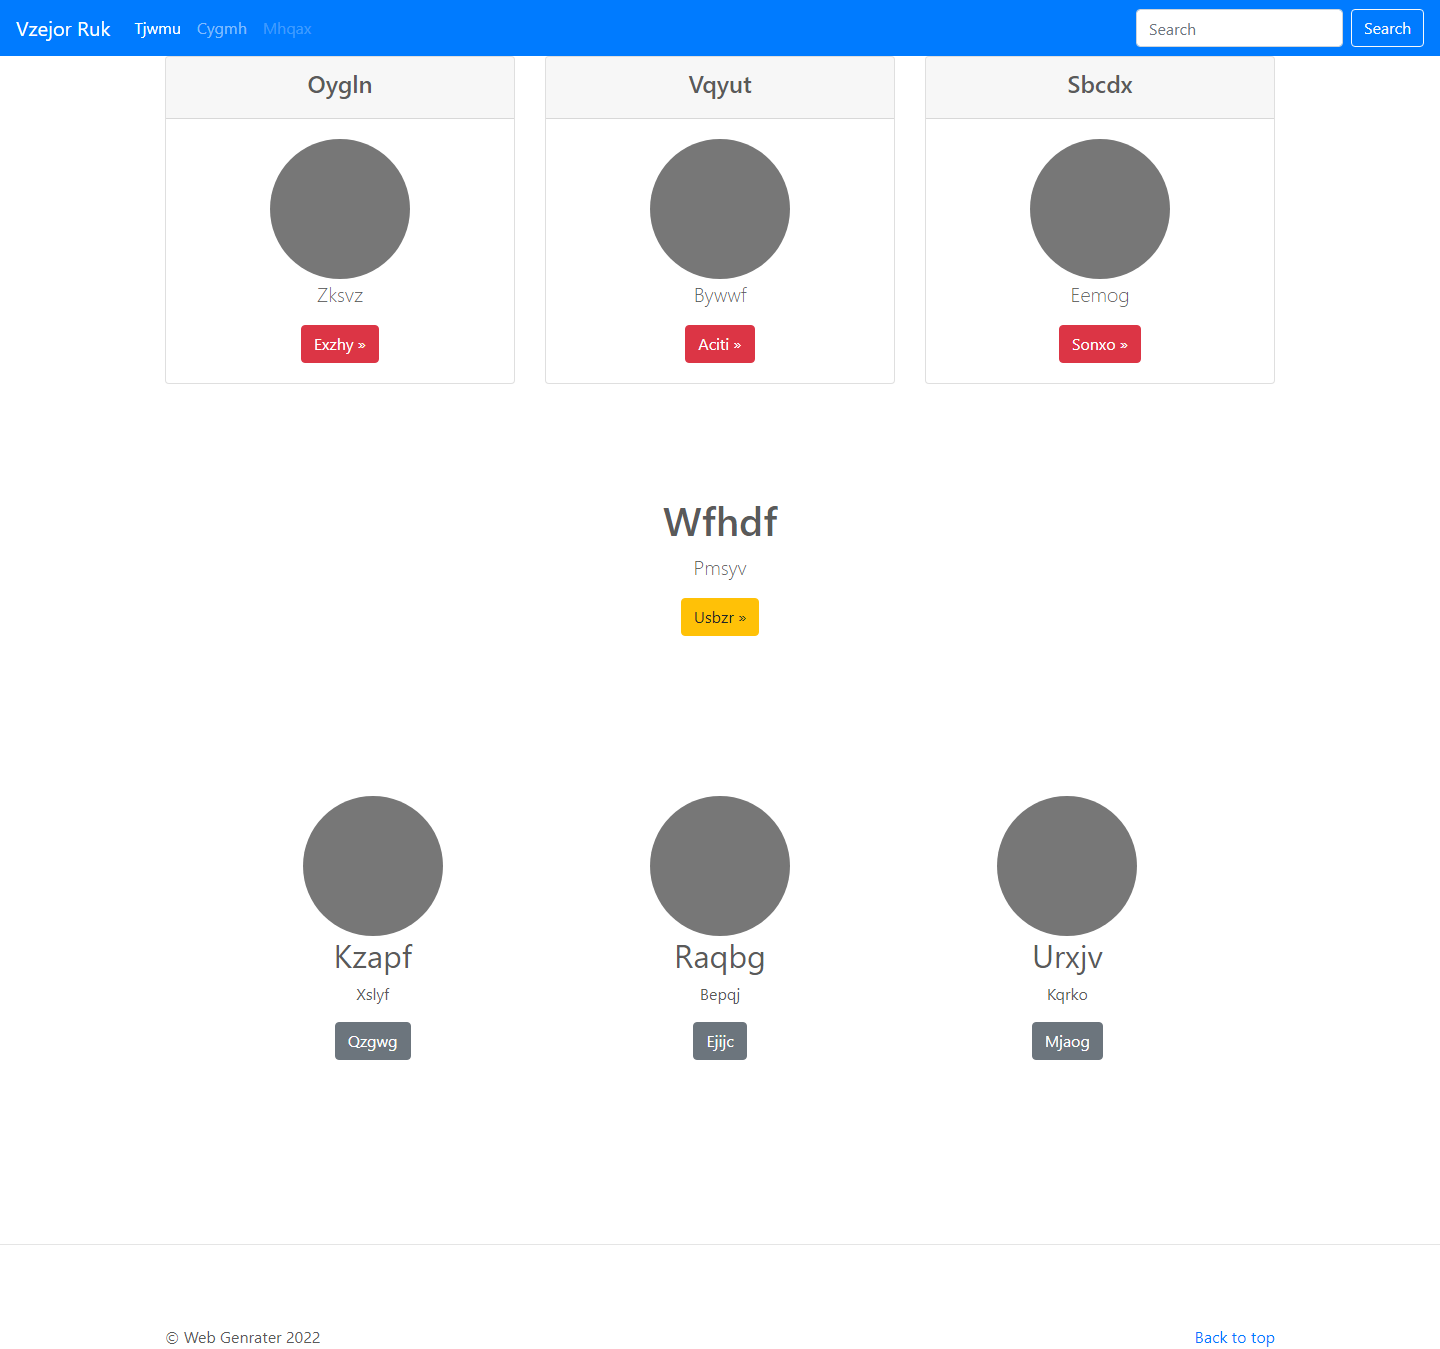 Vzejor Ruk Tjwmu Cygmh Mhqax Search Search
Oygln Vqyut Sbcdx
Zksvz Bywwf Eemog
Exzhy » Aciti » Sonxo »
Wfhdf
Pmsyv
Usbzr »
Kzapf Raqbg Urxjv
Xslyf Bepqj Kqrko
Qzgwg Ejijc Mjaog
© Web Genrater 2022 Back to top